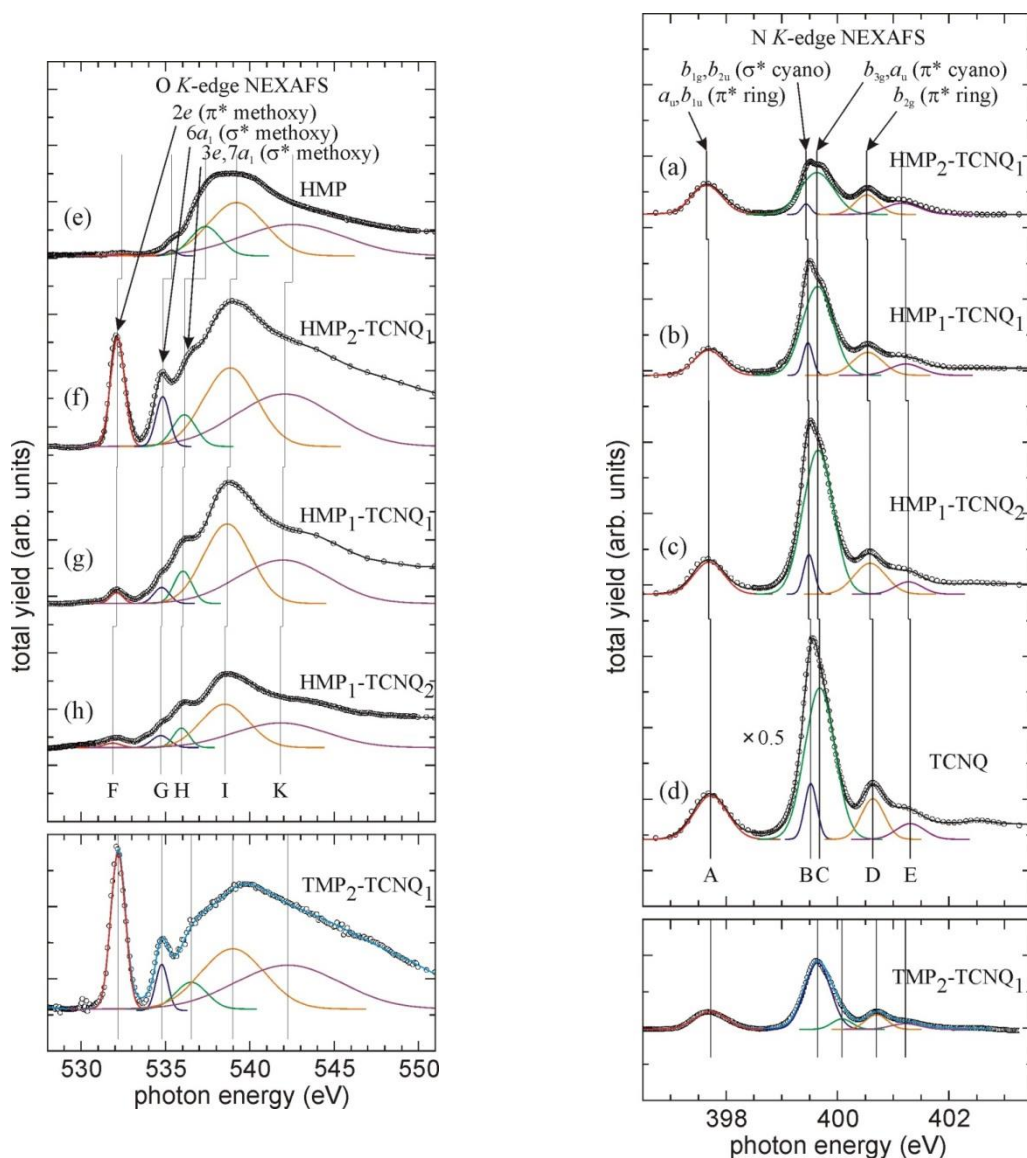 O K-edge NEXAFS
2e (π* methoxy)
6a₁ (σ* methoxy)
3e,7a₁ (σ* methoxy)
HMP
(e)
HMP₂-TCNQ₁
(f)
HMP₁-TCNQ₁
(g)
HMP₁-TCNQ₂
(h)
F G H I K
total yield (arb. units)
TMP₂-TCNQ₁
530 535 540 545 550
photon energy (eV)
N K-edge NEXAFS
b₁g,b₂ᵤ (σ* cyano) b₃g,aᵤ (π* cyano)
aᵤ,b₁ᵤ (π* ring) b₂g (π* ring)
(a)
HMP₂-TCNQ₁
(b)
HMP₁-TCNQ₁
(c)
HMP₁-TCNQ₂
×0.5
TCNQ
(d)
A B C D E
total yield (arb. units)
TMP₂-TCNQ₁
398 400 402
photon energy (eV)